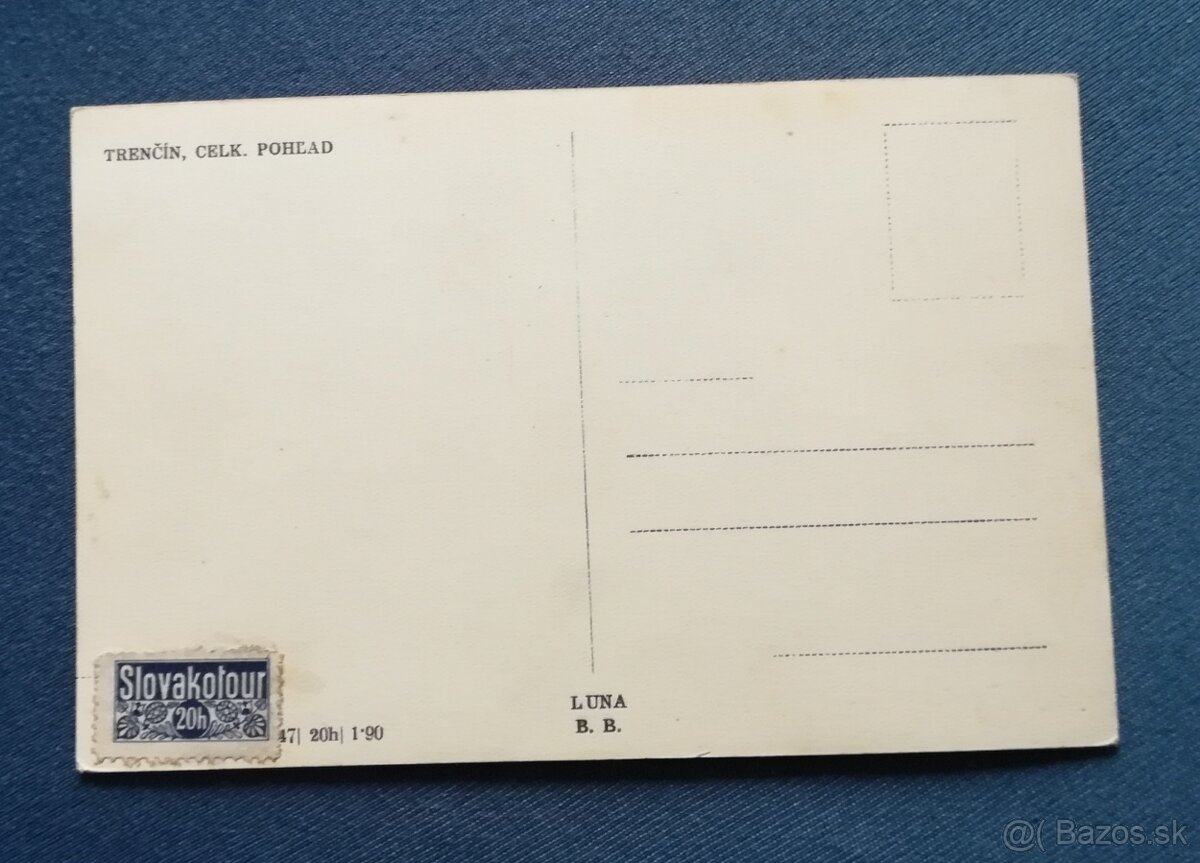 TRENČÍN, CELK. POHĽAD
Slovakotour
20h
47| 20h| 1·90
LUNA
B. B.
@( Bazos.sk